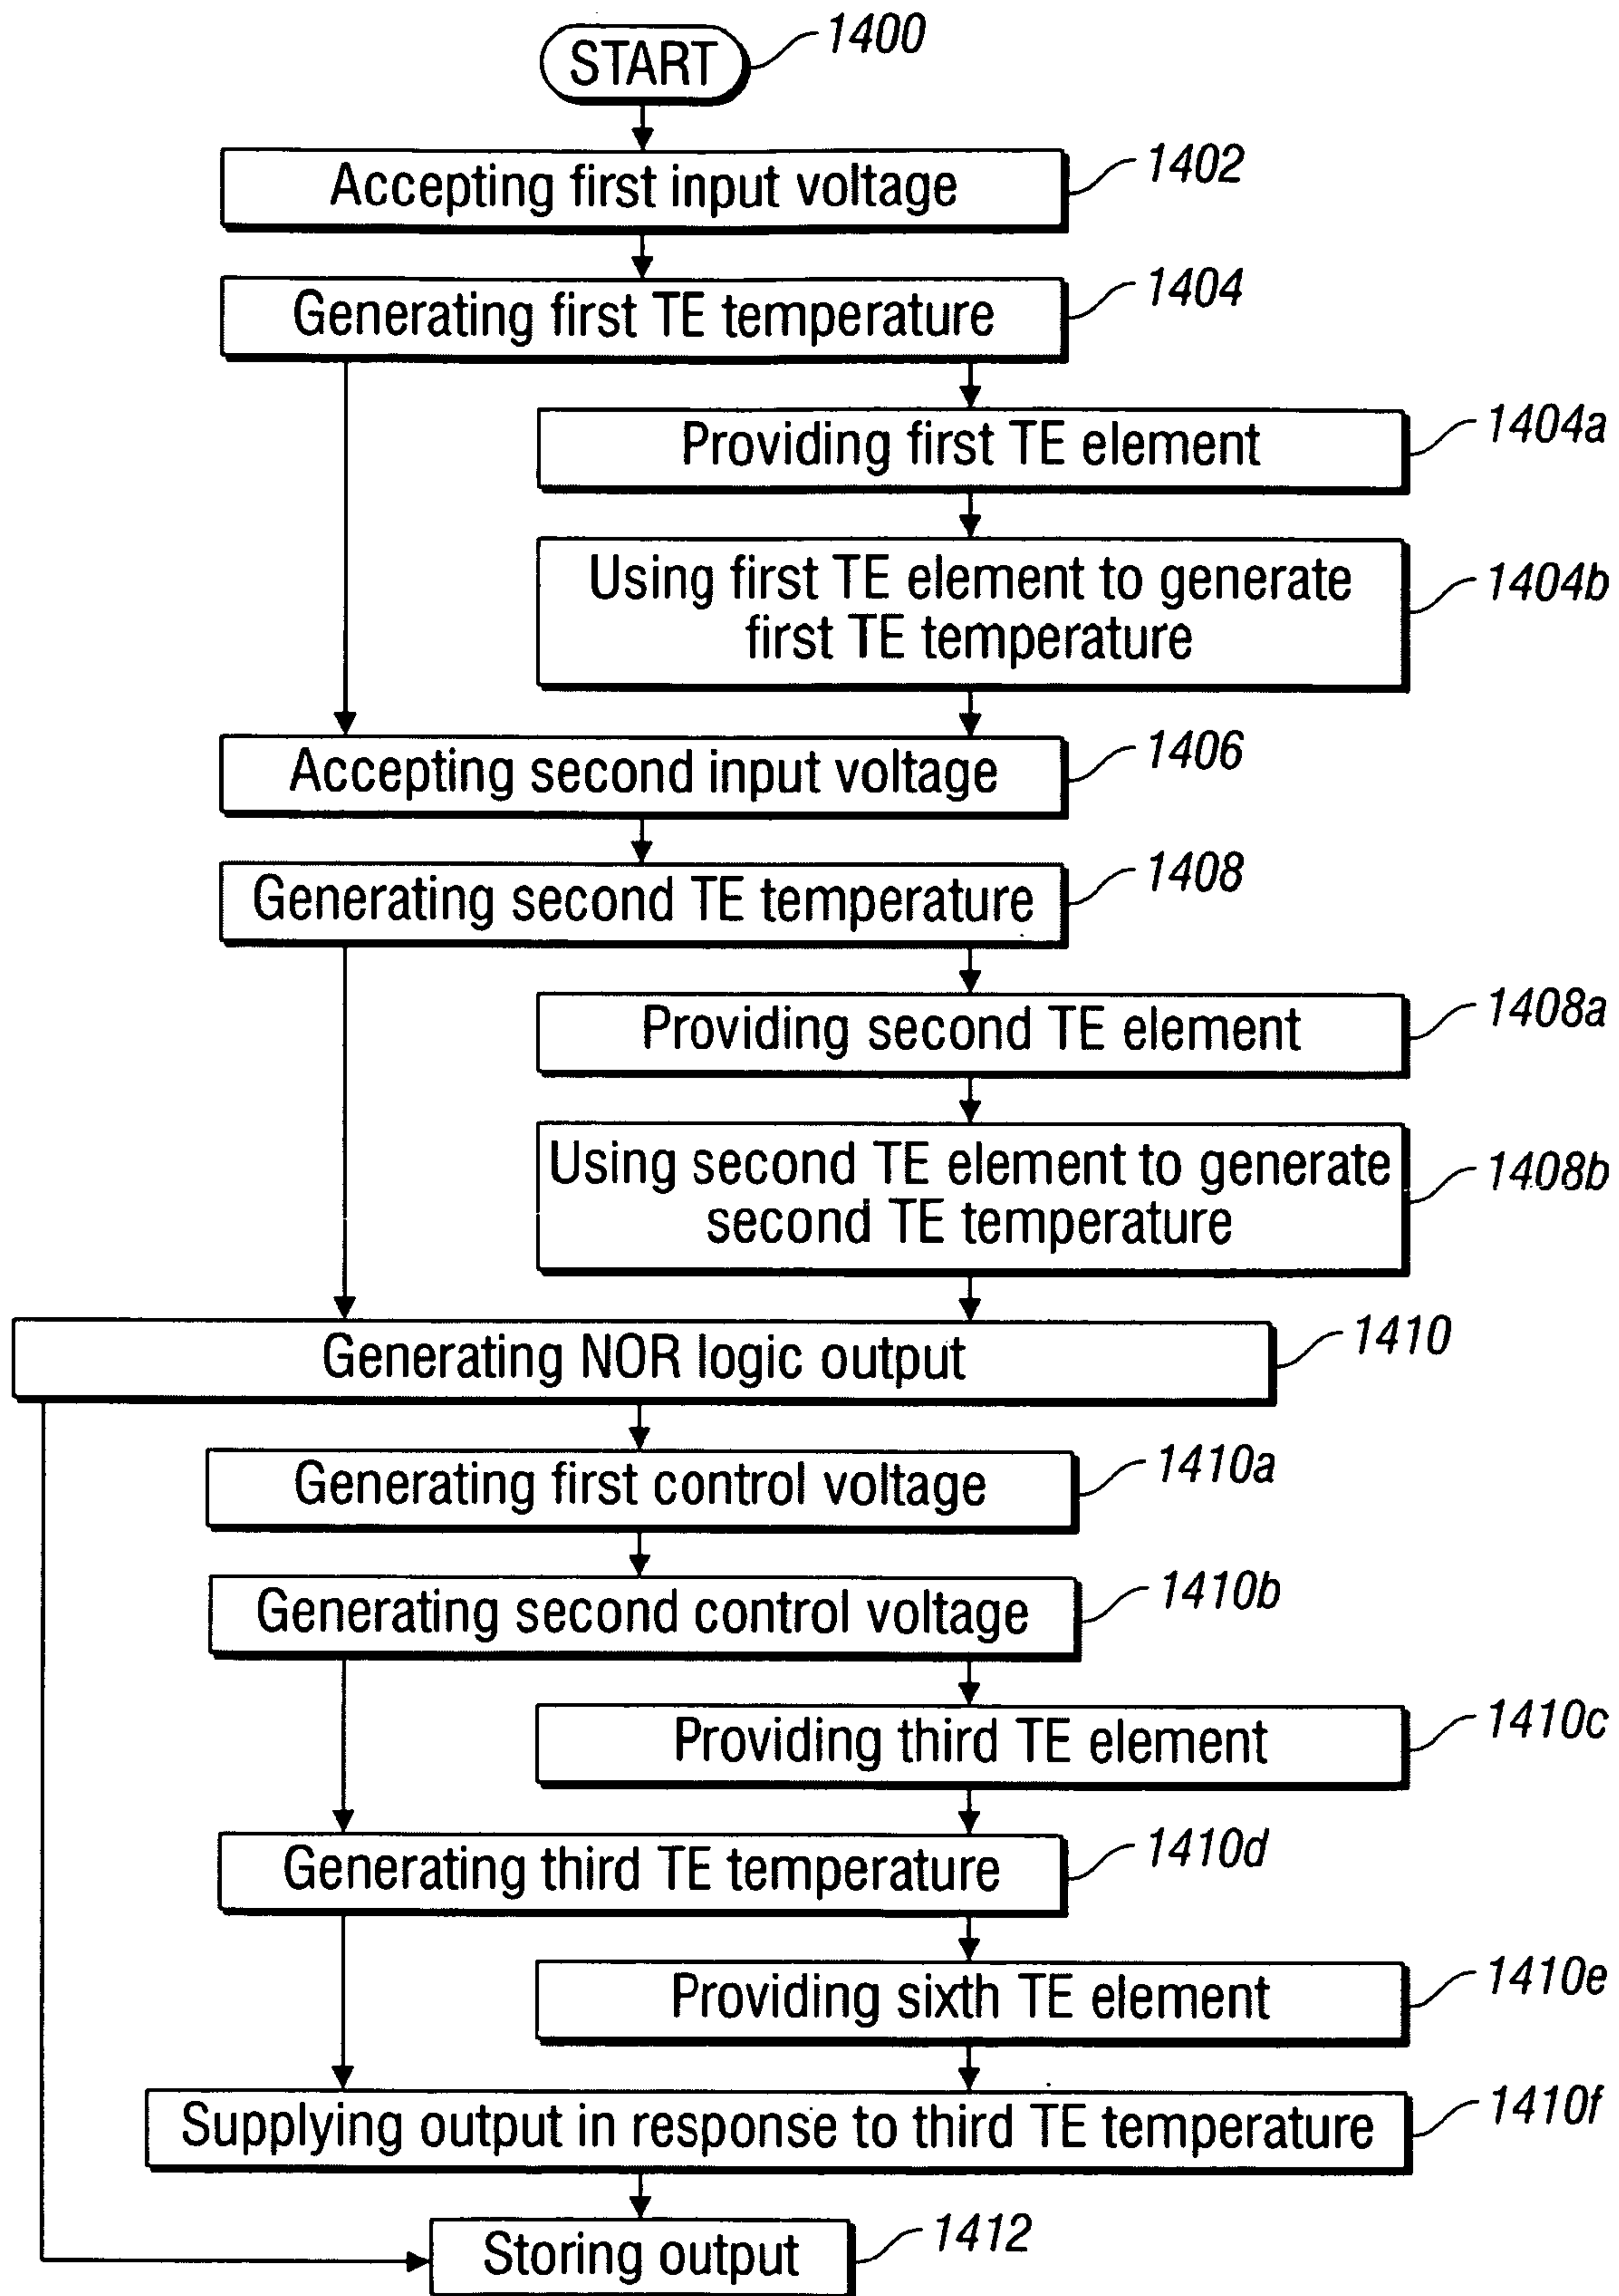 START
1400
Accepting first input voltage
1402
Generating first TE temperature
1404
Providing first TE element
1404a
Using first TE element to generate
first TE temperature
1404b
Accepting second input voltage
1406
Generating second TE temperature
1408
Providing second TE element
1408a
Using second TE element to generate
second TE temperature
1408b
Generating NOR logic output
1410
Generating first control voltage
1410a
Generating second control voltage
1410b
Providing third TE element
1410c
Generating third TE temperature
1410d
Providing sixth TE element
1410e
Supplying output in response to third TE temperature
1410f
Storing output
1412